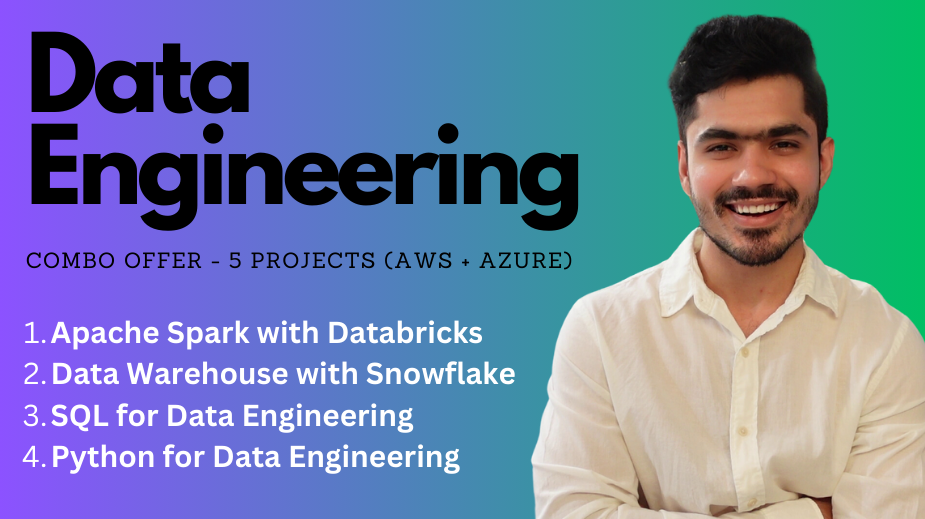 Data
Engineering
COMBO OFFER - 5 PROJECTS (AWS + AZURE)
1. Apache Spark with Databricks
2. Data Warehouse with Snowflake
3. SQL for Data Engineering
4. Python for Data Engineering